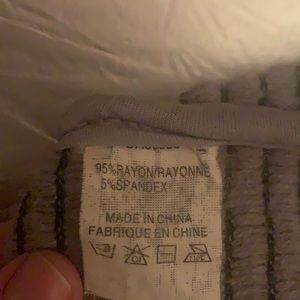 95%RAYON/RAYONNE
5%SPANDEX
MADE IN CHINA
FABRIQUE EN CHINE